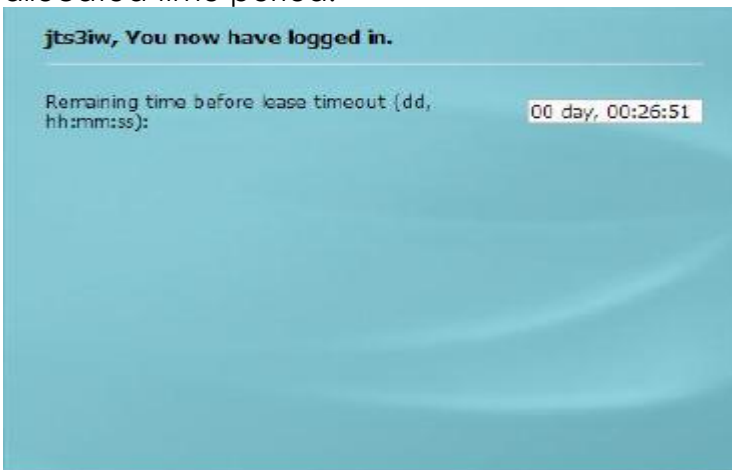 jts3iw, You now have logged in.
Remaining time before lease timeout (dd,
hh:mm:ss):
00 day, 00:26:51